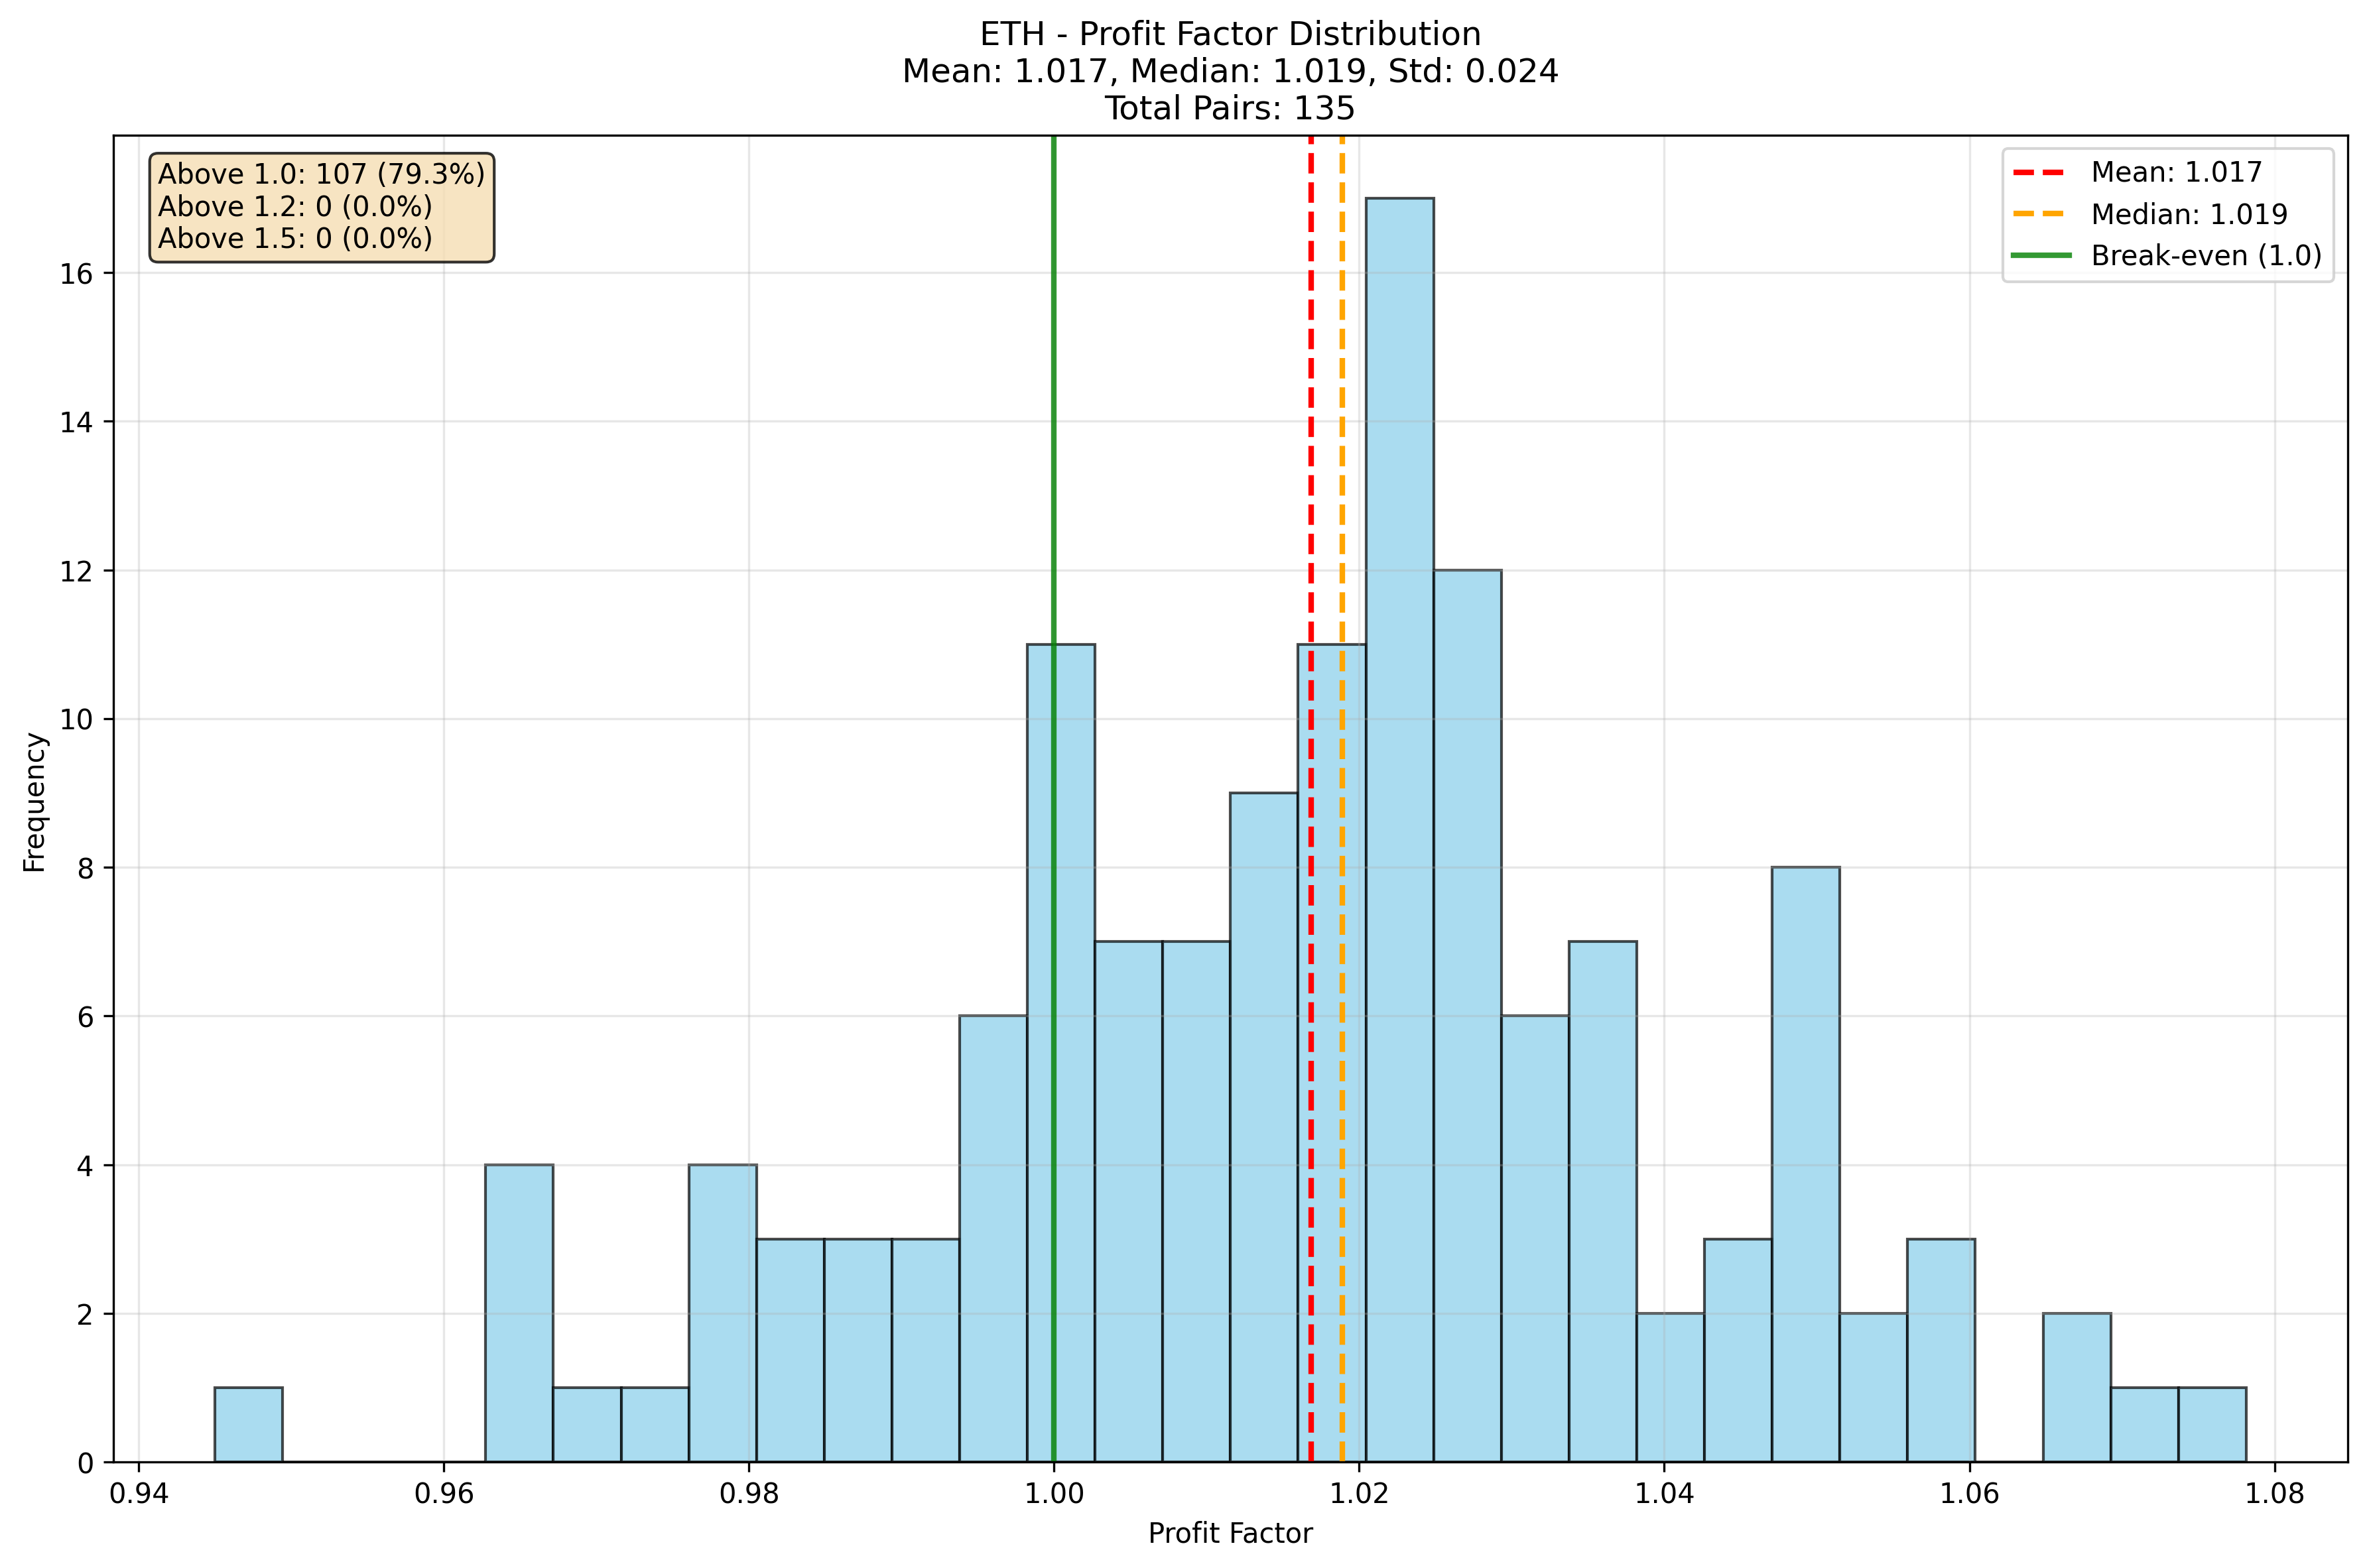 ETH - Profit Factor Distribution
Mean: 1.017, Median: 1.019, Std: 0.024
Total Pairs: 135
Above 1.0: 107 (79.3%)
Above 1.2: 0 (0.0%)
Above 1.5: 0 (0.0%)
Mean: 1.017
Median: 1.019
Break-even (1.0)
Frequency
16
14
12
10
8
6
4
2
0
0.94 0.96 0.98 1.00 1.02 1.04 1.06 1.08
Profit Factor